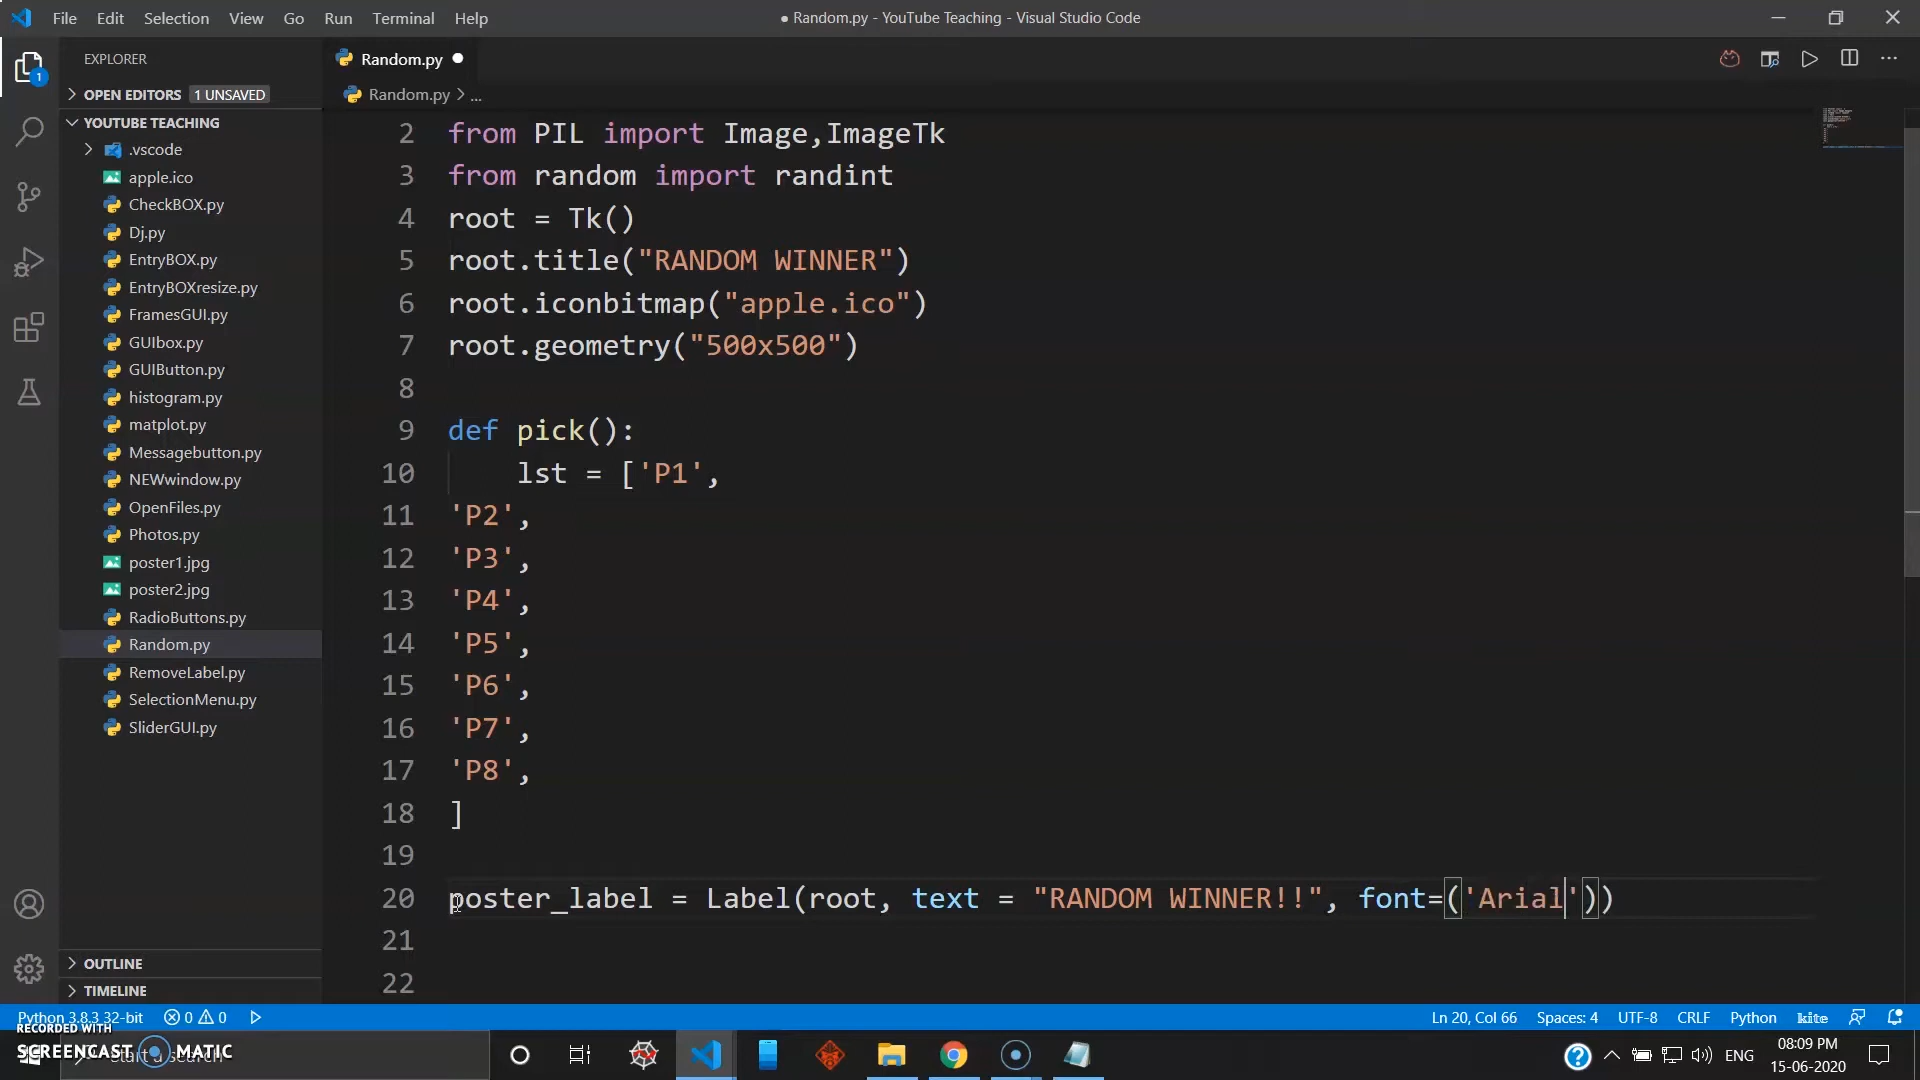 File Edit Selection View Go Run Terminal Help
● Random.py - YouTube Teaching - Visual Studio Code
EXPLORER
Random.py ●
OPEN EDITORS 1 UNSAVED
Random.py > ...
YOUTUBE TEACHING
.vscode
apple.ico
CheckBOX.py
Dj.py
EntryBOX.py
EntryBOXresize.py
FramesGUI.py
GUIbox.py
GUIButton.py
histogram.py
matplot.py
Messagebutton.py
NEWwindow.py
OpenFiles.py
Photos.py
poster1.jpg
poster2.jpg
RadioButtons.py
Random.py
RemoveLabel.py
SelectionMenu.py
SliderGUI.py
OUTLINE
TIMELINE
1
2 from PIL import Image,ImageTk
3 from random import randint
4 root = Tk()
5 root.title("RANDOM WINNER")
6 root.iconbitmap("apple.ico")
7 root.geometry("500x500")
8
9 def pick():
10 lst = ['P1',
11 'P2',
12 'P3',
13 'P4',
14 'P5',
15 'P6',
16 'P7',
17 'P8',
18 ]
19
20 poster_label = Label(root, text = "RANDOM WINNER!!", font=('Arial'))
21
22
Python 3.8.3 32-bit 0 0
Ln 20, Col 66 Spaces: 4 UTF-8 CRLF Python kite
RECORDED WITH
SCREENCAST MATIC
ENG
08:09 PM
15-06-2020